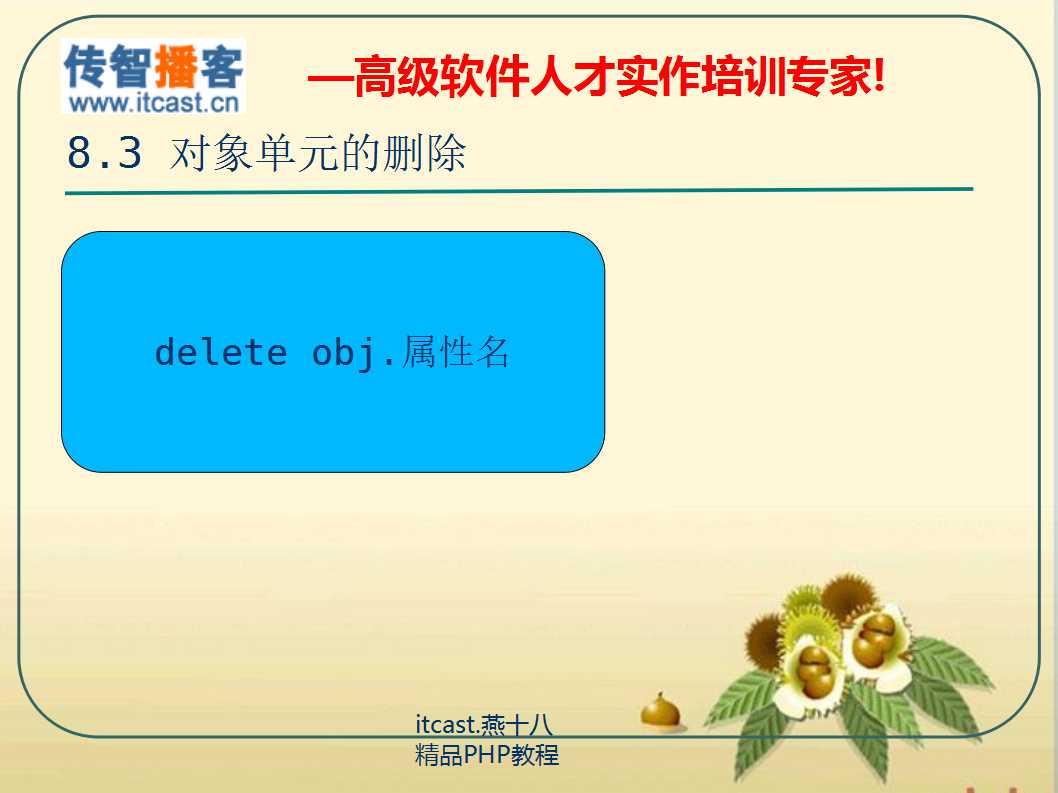 传智播客
www.itcast.cn
—高级软件人才实作培训专家!
8.3 对象单元的删除
delete obj.属性名
itcast.燕十八
精品PHP教程